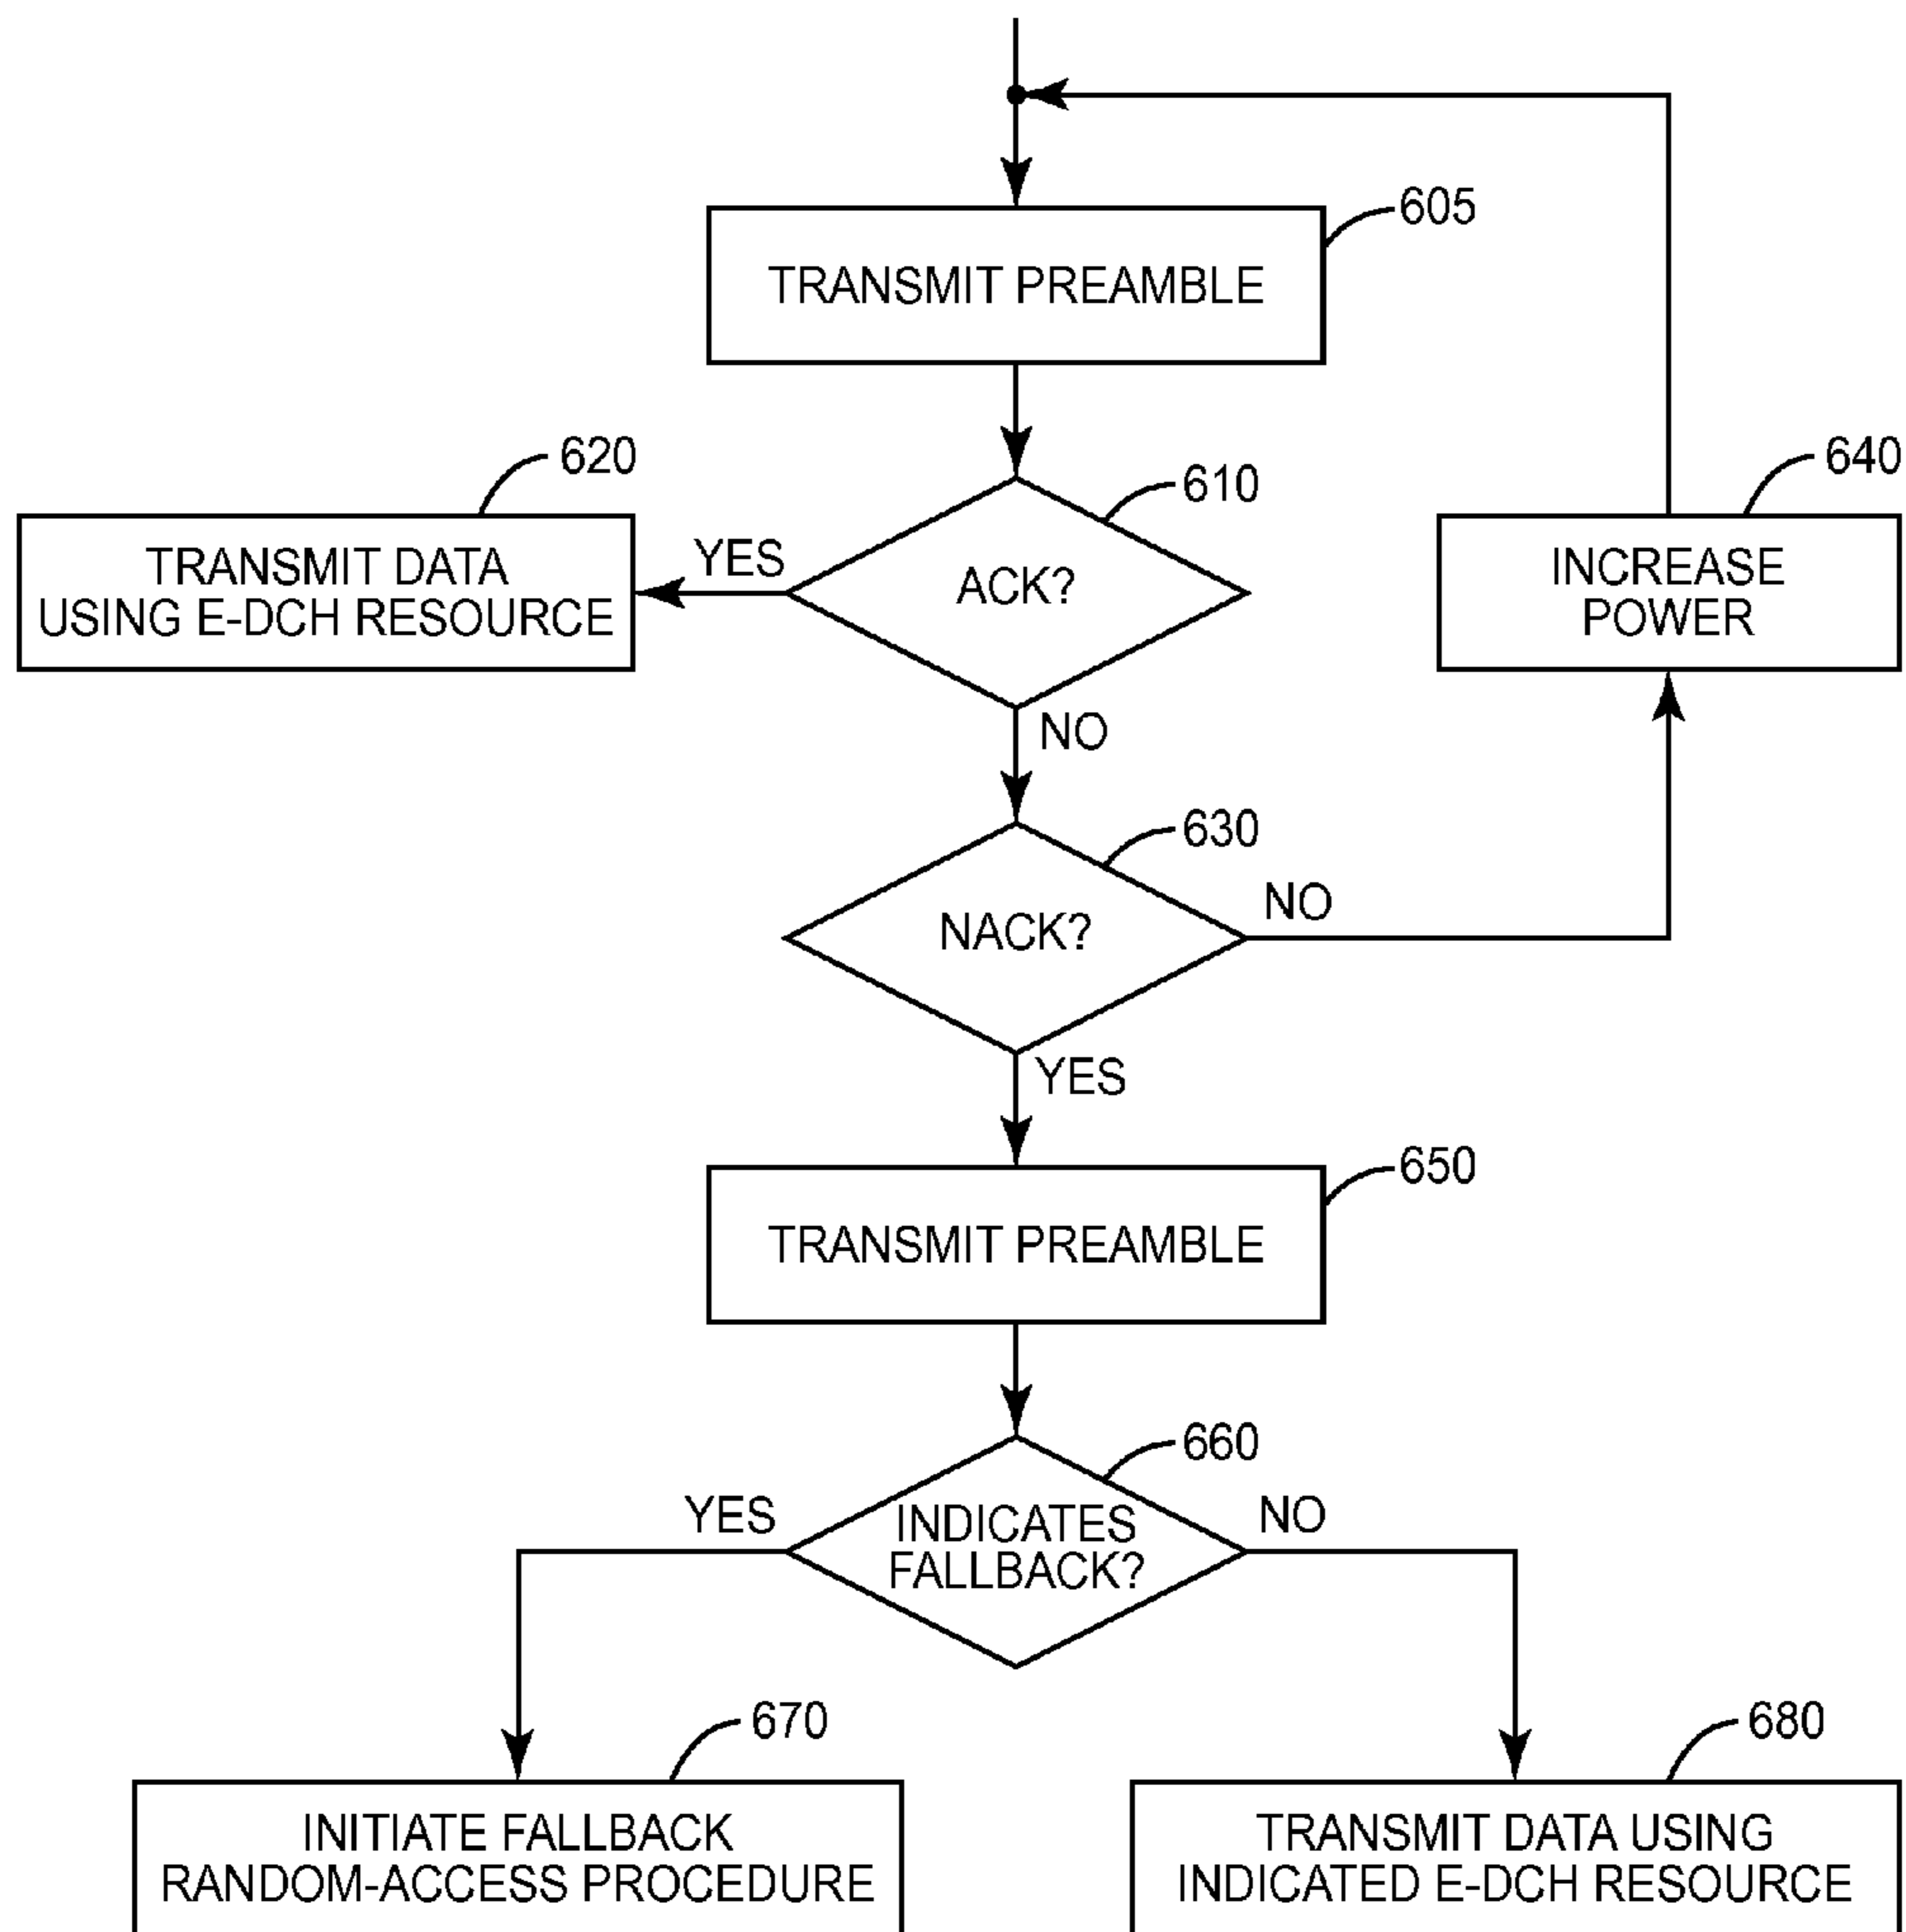 605
TRANSMIT PREAMBLE
620
610
640
TRANSMIT DATA
USING E-DCH RESOURCE
YES
ACK?
INCREASE
POWER
NO
630
NACK?
NO
YES
650
TRANSMIT PREAMBLE
660
YES
INDICATES
FALLBACK?
NO
670
680
INITIATE FALLBACK
RANDOM-ACCESS PROCEDURE
TRANSMIT DATA USING
INDICATED E-DCH RESOURCE